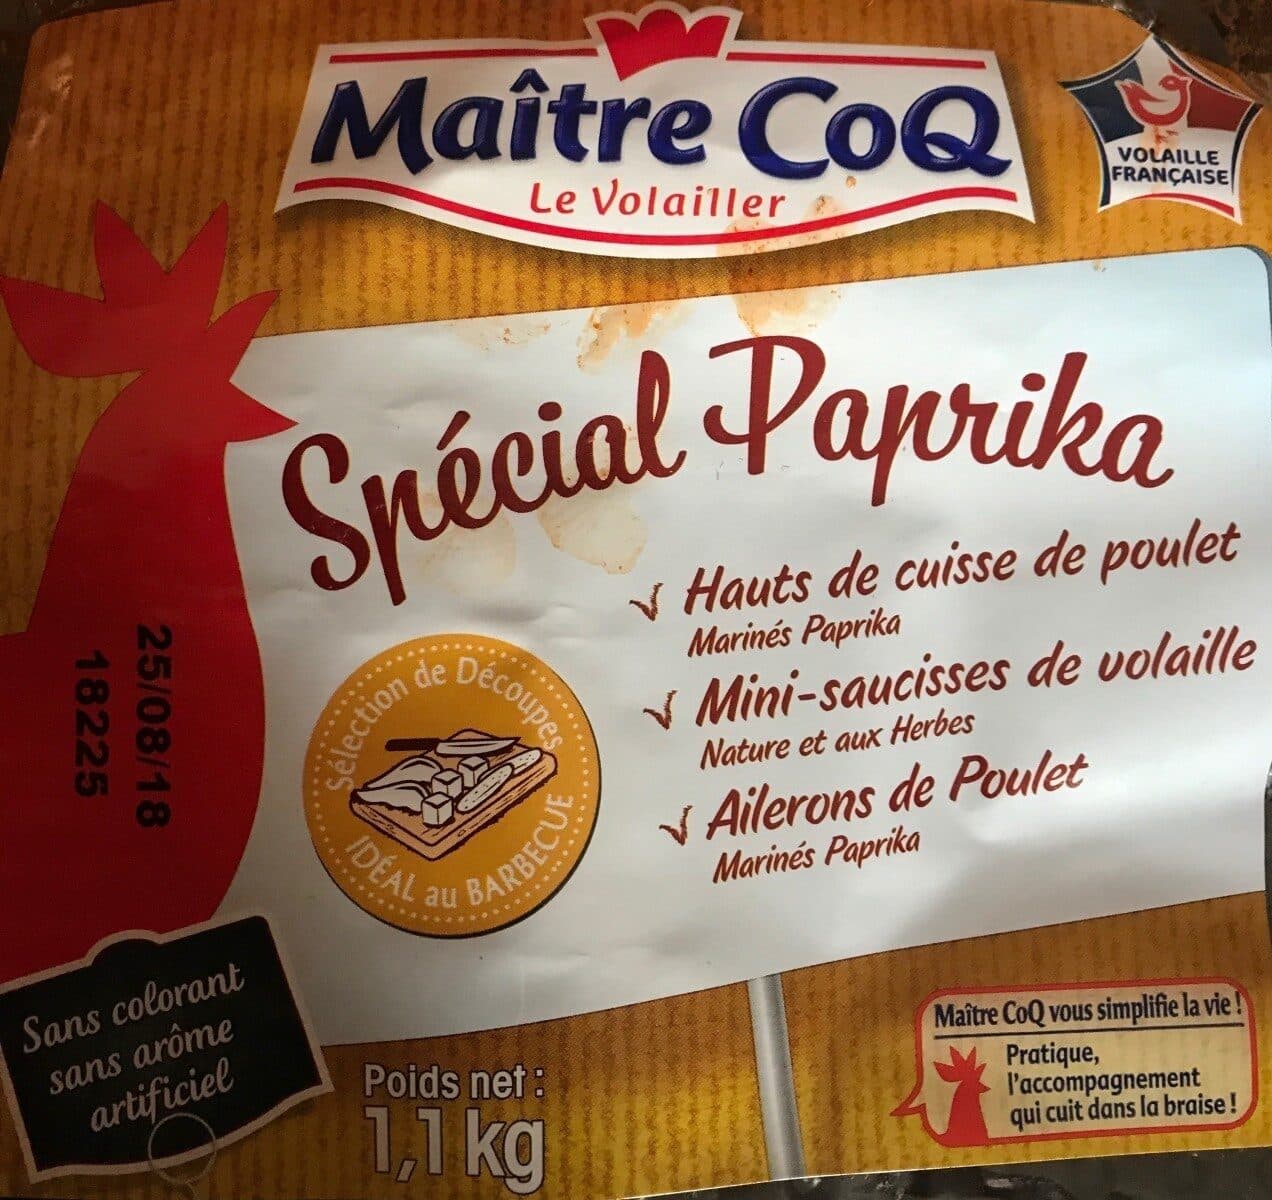 Maître CoQ
Le Volailler
VOLAILLE
FRANÇAISE
Spécial Paprika
✓ Hauts de cuisse de poulet
Marinés Paprika
✓ Mini-saucisses de volaille
Nature et aux Herbes
✓ Ailerons de Poulet
Marinés Paprika
25/08/18
18225
Sélection de Découpes
IDÉAL au BARBECUE
Sans colorant
sans arôme
artificiel
Poids net :
1,1 kg
Maître CoQ vous simplifie la vie !
Pratique,
l'accompagnement
qui cuit dans la braise !